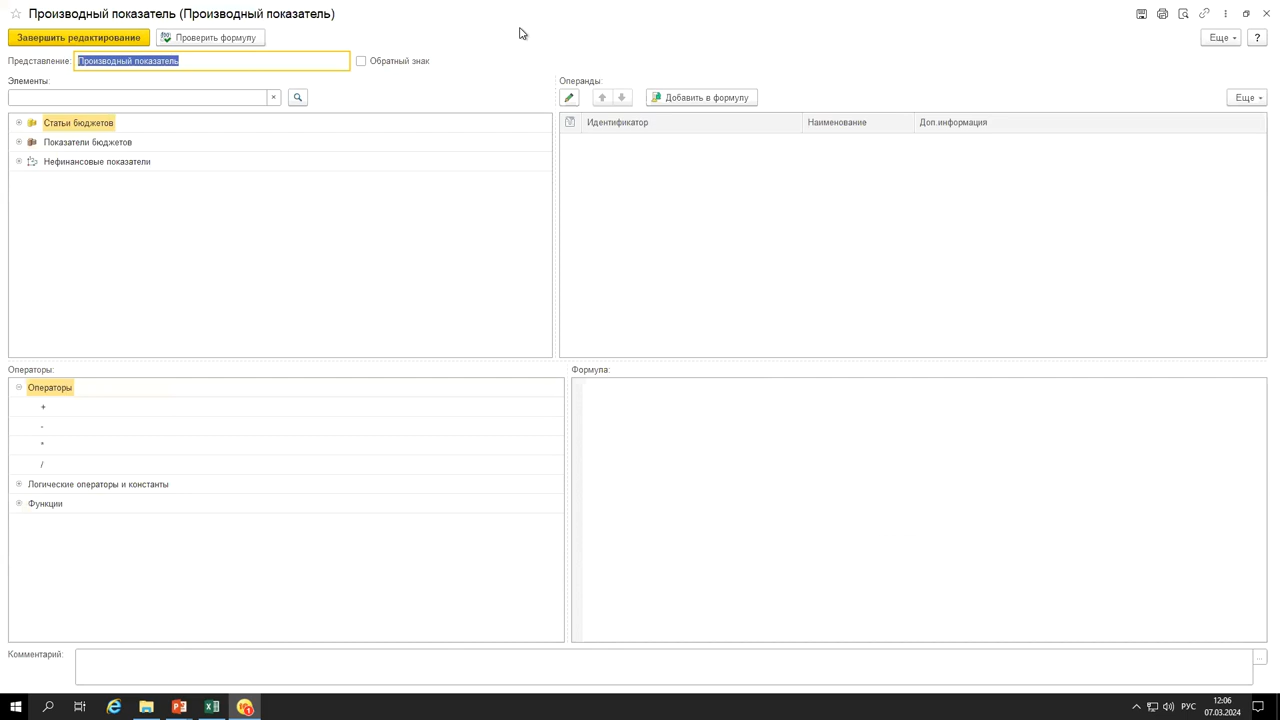 Производный показатель (Производный показатель)
Завершить редактирование
Проверить формулу
Еще
?
Представление:
Производный показатель
Обратный знак
Элементы:
×
Операнды:
Добавить в формулу
Еще
Статьи бюджетов
Показатели бюджетов
Нефинансовые показатели
Идентификатор
Наименование
Доп.информация
Операторы:
Операторы
+
-
*
/
Логические операторы и константы
Функции
Формула:
Комментарий:
...
РУС
12:06
07.03.2024